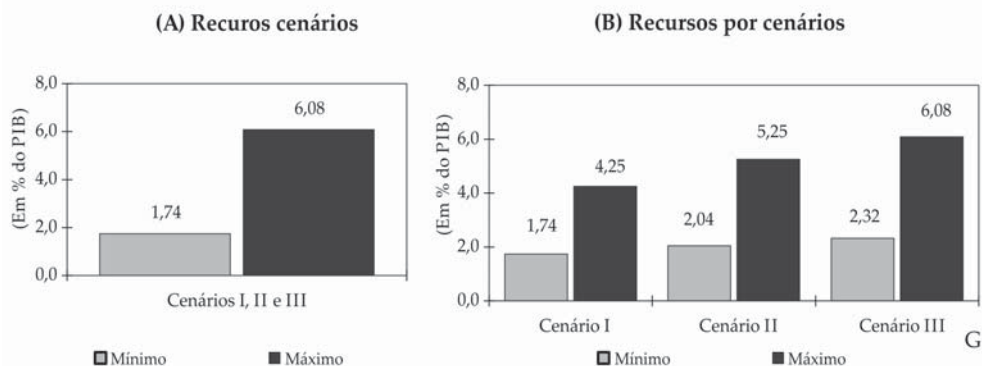 (A) Recuros cenários
(Em % do PIB)
8,0
6,0
4,0
2,0
0,0
1,74
6,08
Cenários I, II e III
Mínimo Máximo
(B) Recursos por cenários
(Em % do PIB)
8,0
6,0
4,0
2,0
0,0
1,74
4,25
2,04
5,25
2,32
6,08
Cenário I Cenário II Cenário III
Mínimo Máximo
G